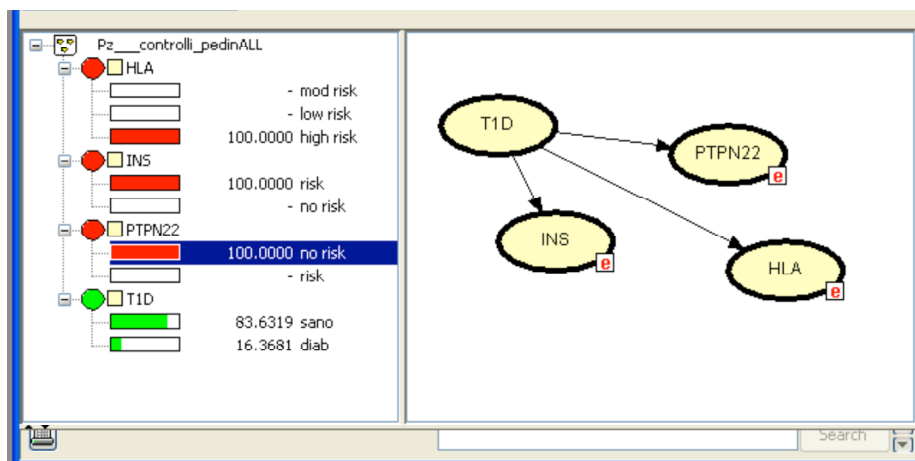 Pz___controlli_pedinALL
HLA
- mod risk
- low risk
100.0000 high risk
INS
100.0000 risk
- no risk
PTPN22
100.0000 no risk
- risk
T1D
83.6319 sano
16.3681 diab
T1D
PTPN22
e
INS
e
HLA
e
Search